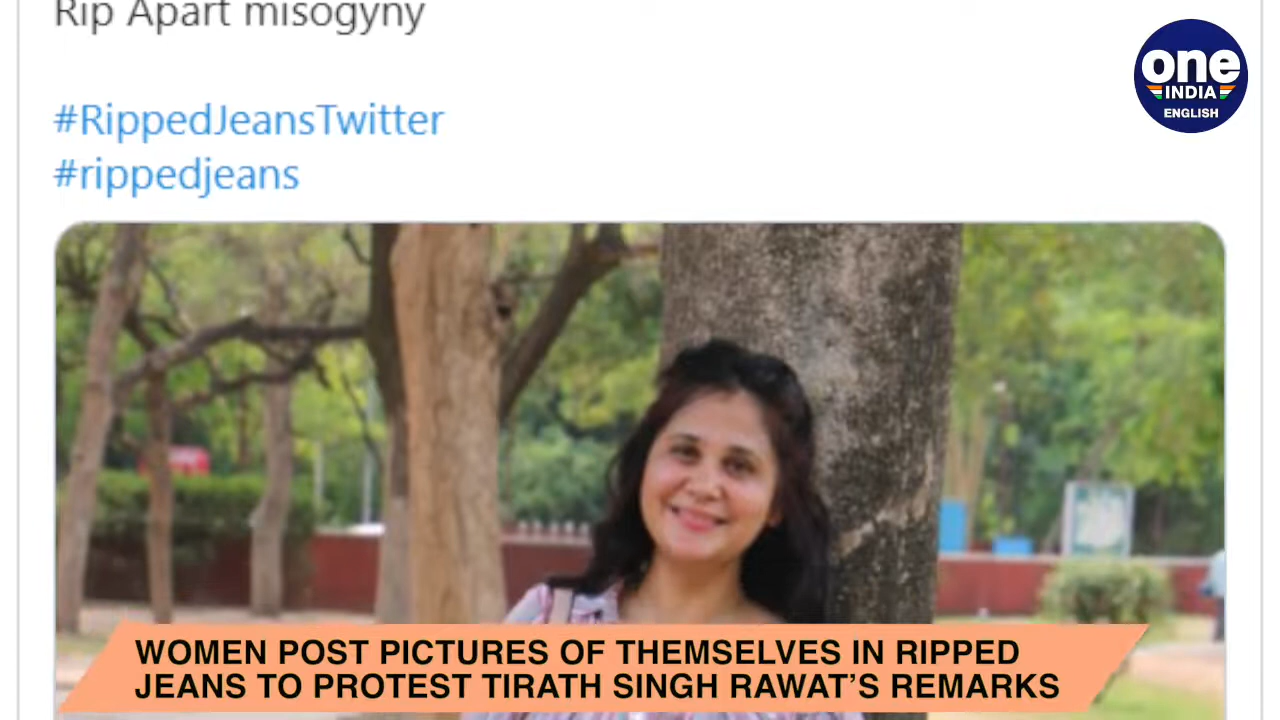 Rip Apart misogyny
#RippedJeansTwitter
#rippedjeans
one
INDIA
ENGLISH
WOMEN POST PICTURES OF THEMSELVES IN RIPPED
JEANS TO PROTEST TIRATH SINGH RAWAT'S REMARKS